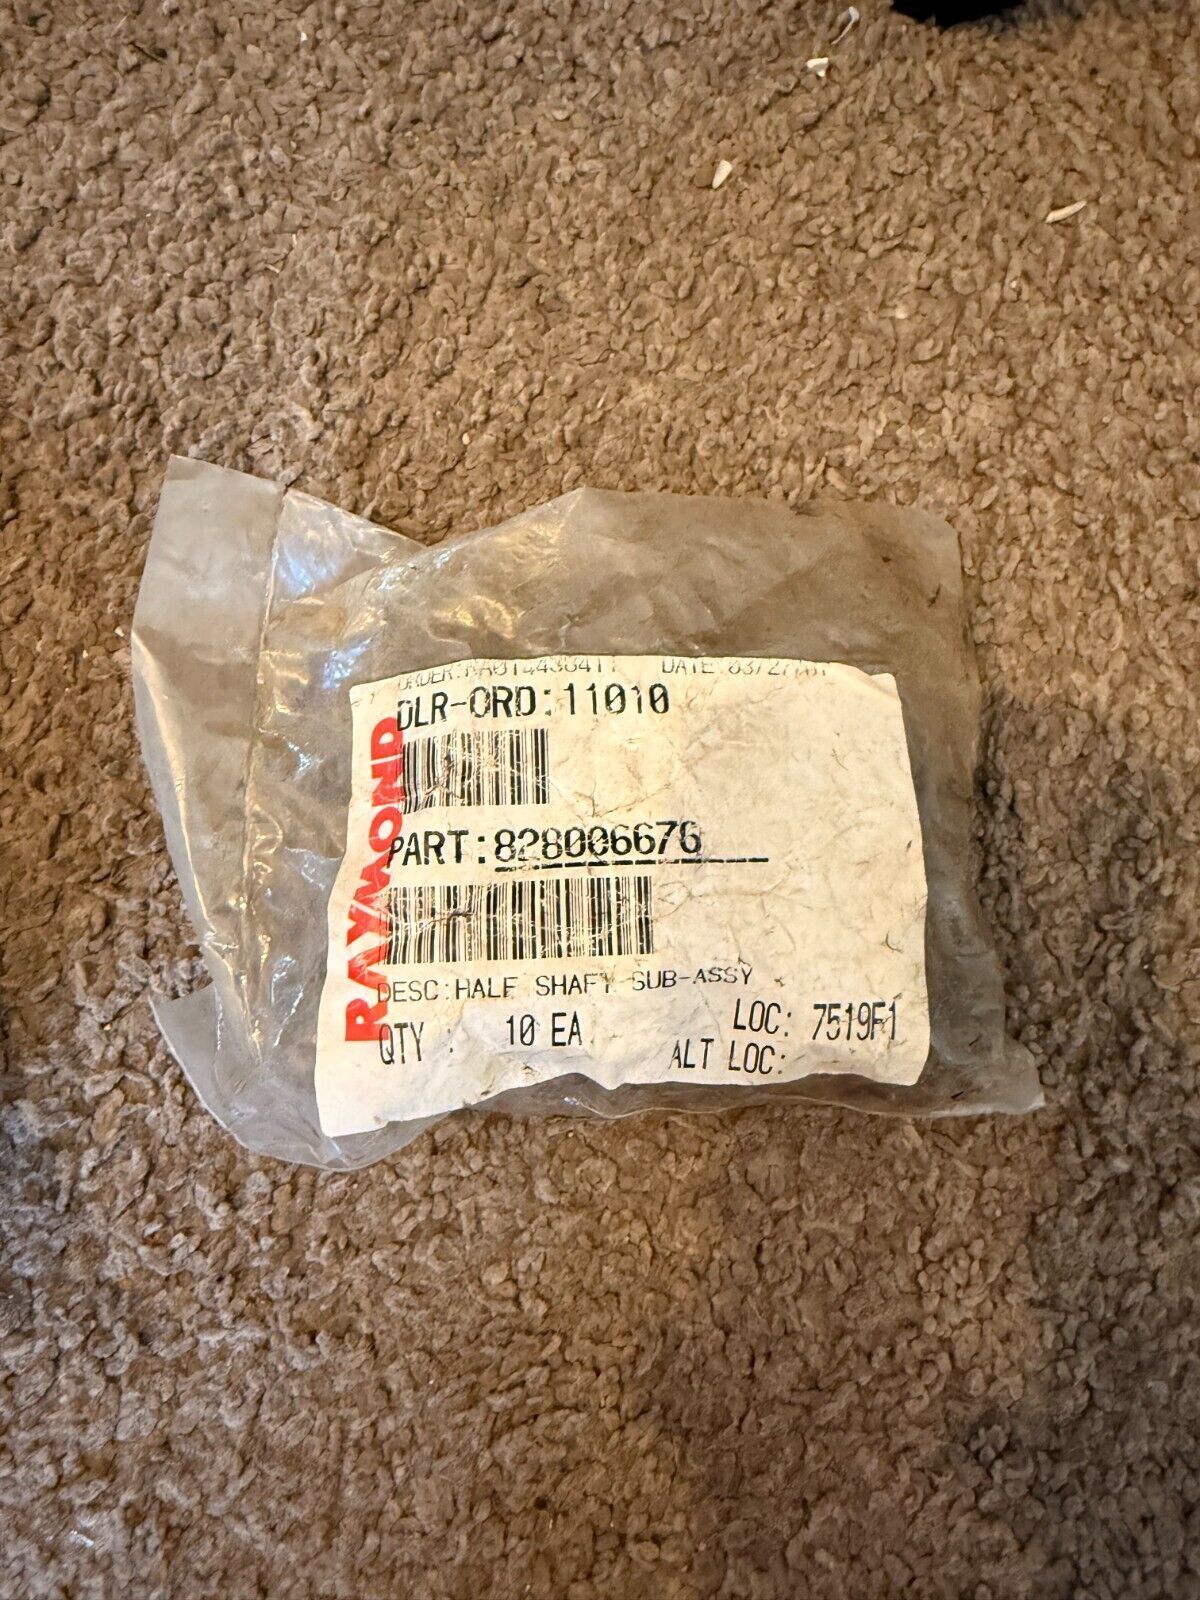 DLR-ORD:11010
RAYMOND
PART:828006676
DESC:HALF SHAFT SUB-ASSY
QTY : 10 EA
LOC: 7519F1
ALT LOC: